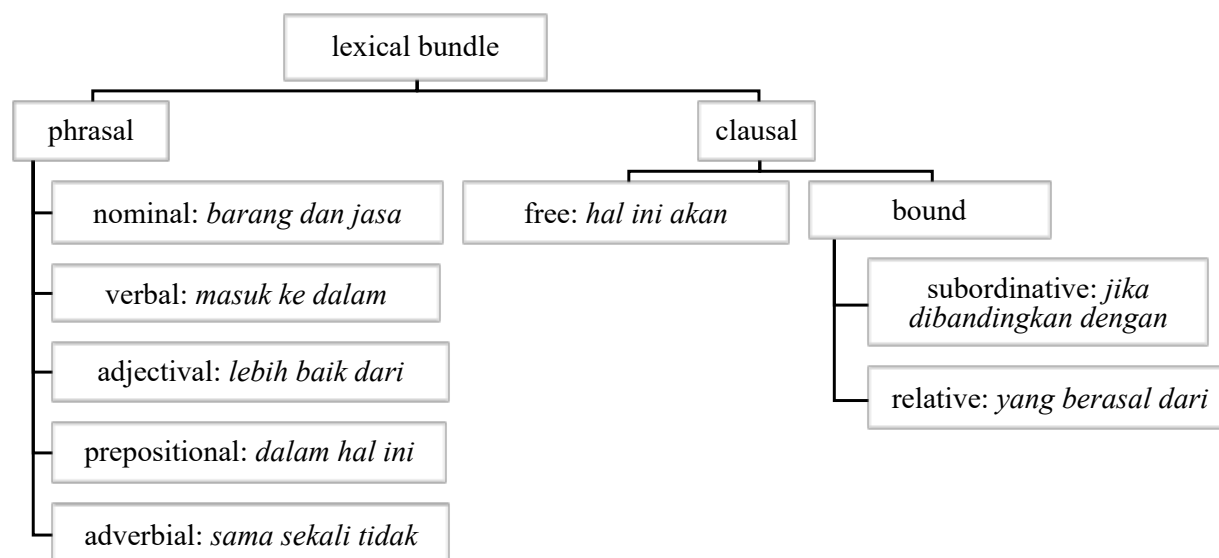 lexical bundle
phrasal
clausal
nominal: barang dan jasa
free: hal ini akan
bound
verbal: masuk ke dalam
subordinative: jika
dibandingkan dengan
adjectival: lebih baik dari
relative: yang berasal dari
prepositional: dalam hal ini
adverbial: sama sekali tidak